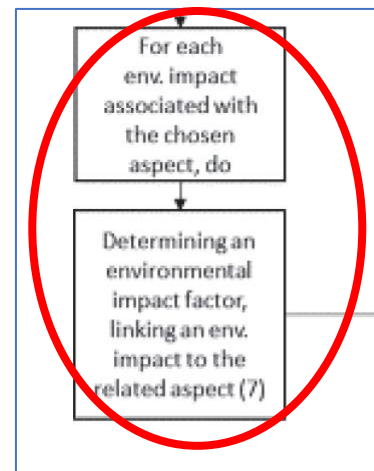 For each
env. impact
associated with
the chosen
aspect, do
Determining an
environmental
impact factor,
linking an env.
impact to the
related aspect (7)